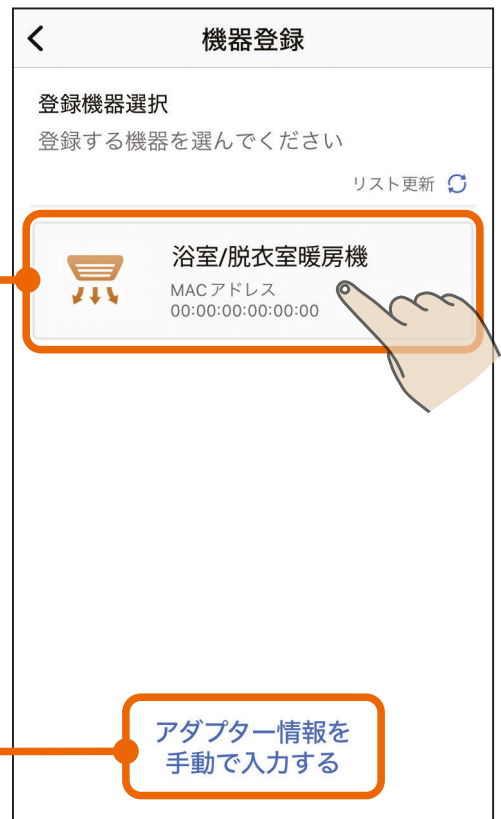 機器登録
登録機器選択
登録する機器を選んでください
リスト更新
浴室/脱衣室暖房機
MACアドレス
00:00:00:00:00:00
アダプター情報を
手動で入力する